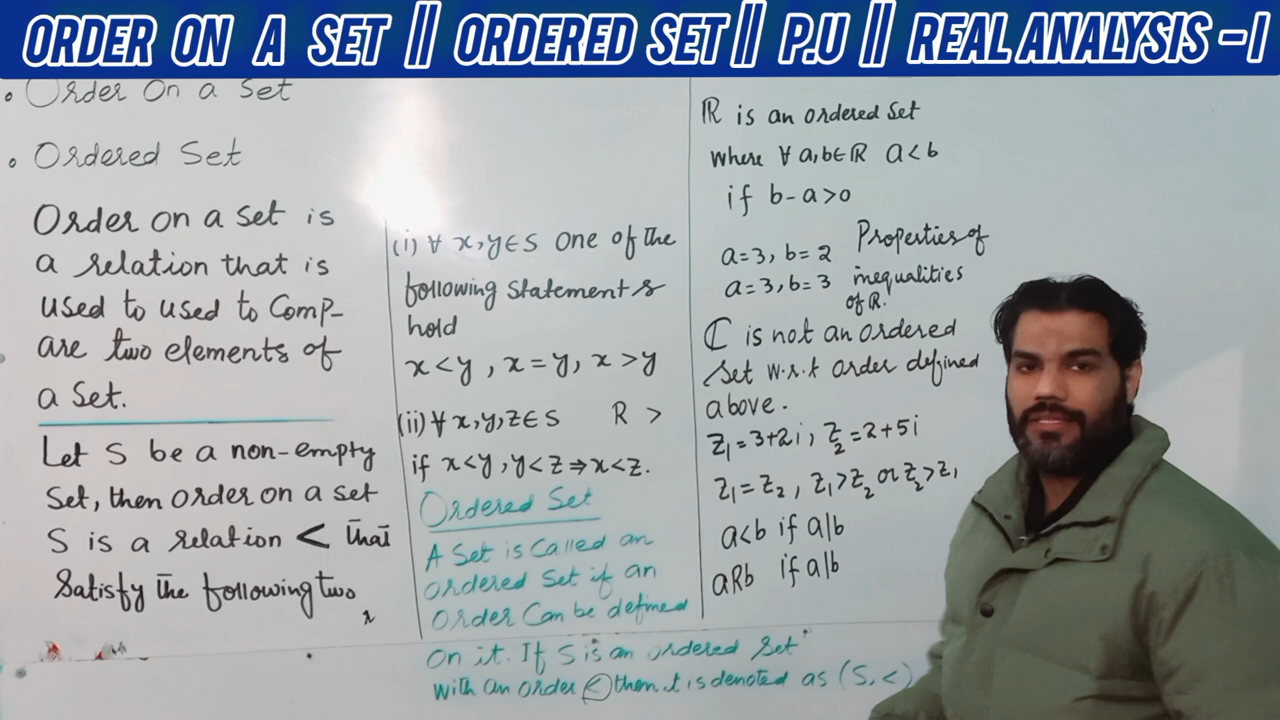 ORDER ON A SET || ORDERED SET || P.U || REAL ANALYSIS - I
• Order On a Set
• Ordered Set
Order on a set is
a relation that is
used to used to Comp-
are two elements of
a Set.
Let S be a non-empty
Set, then order on a set
S is a relation < that
Satisfy the following two
(i) ∀ x,y∈S one of the
following statements
hold
x<y, x=y, x>y
(ii) ∀ x,y,z∈S R >
if x<y, y<z ⇒ x<z.
Ordered Set
A Set is Called an
ordered Set if an
order Can be defined
on it. If S is an ordered Set
with an order < then it is denoted as (S, <)
ℝ is an ordered Set
where ∀ a,b∈ℝ a<b
if b-a>0
a=3, b=2 Properties of
a=3, b=3 inequalities
of R.
ℂ is not an ordered
Set w.r.t order defined
above.
z₁=3+2i, z₂=2+5i
z₁=z₂, z₁>z₂ or z₂>z₁
a<b if a|b
aRb if a|b